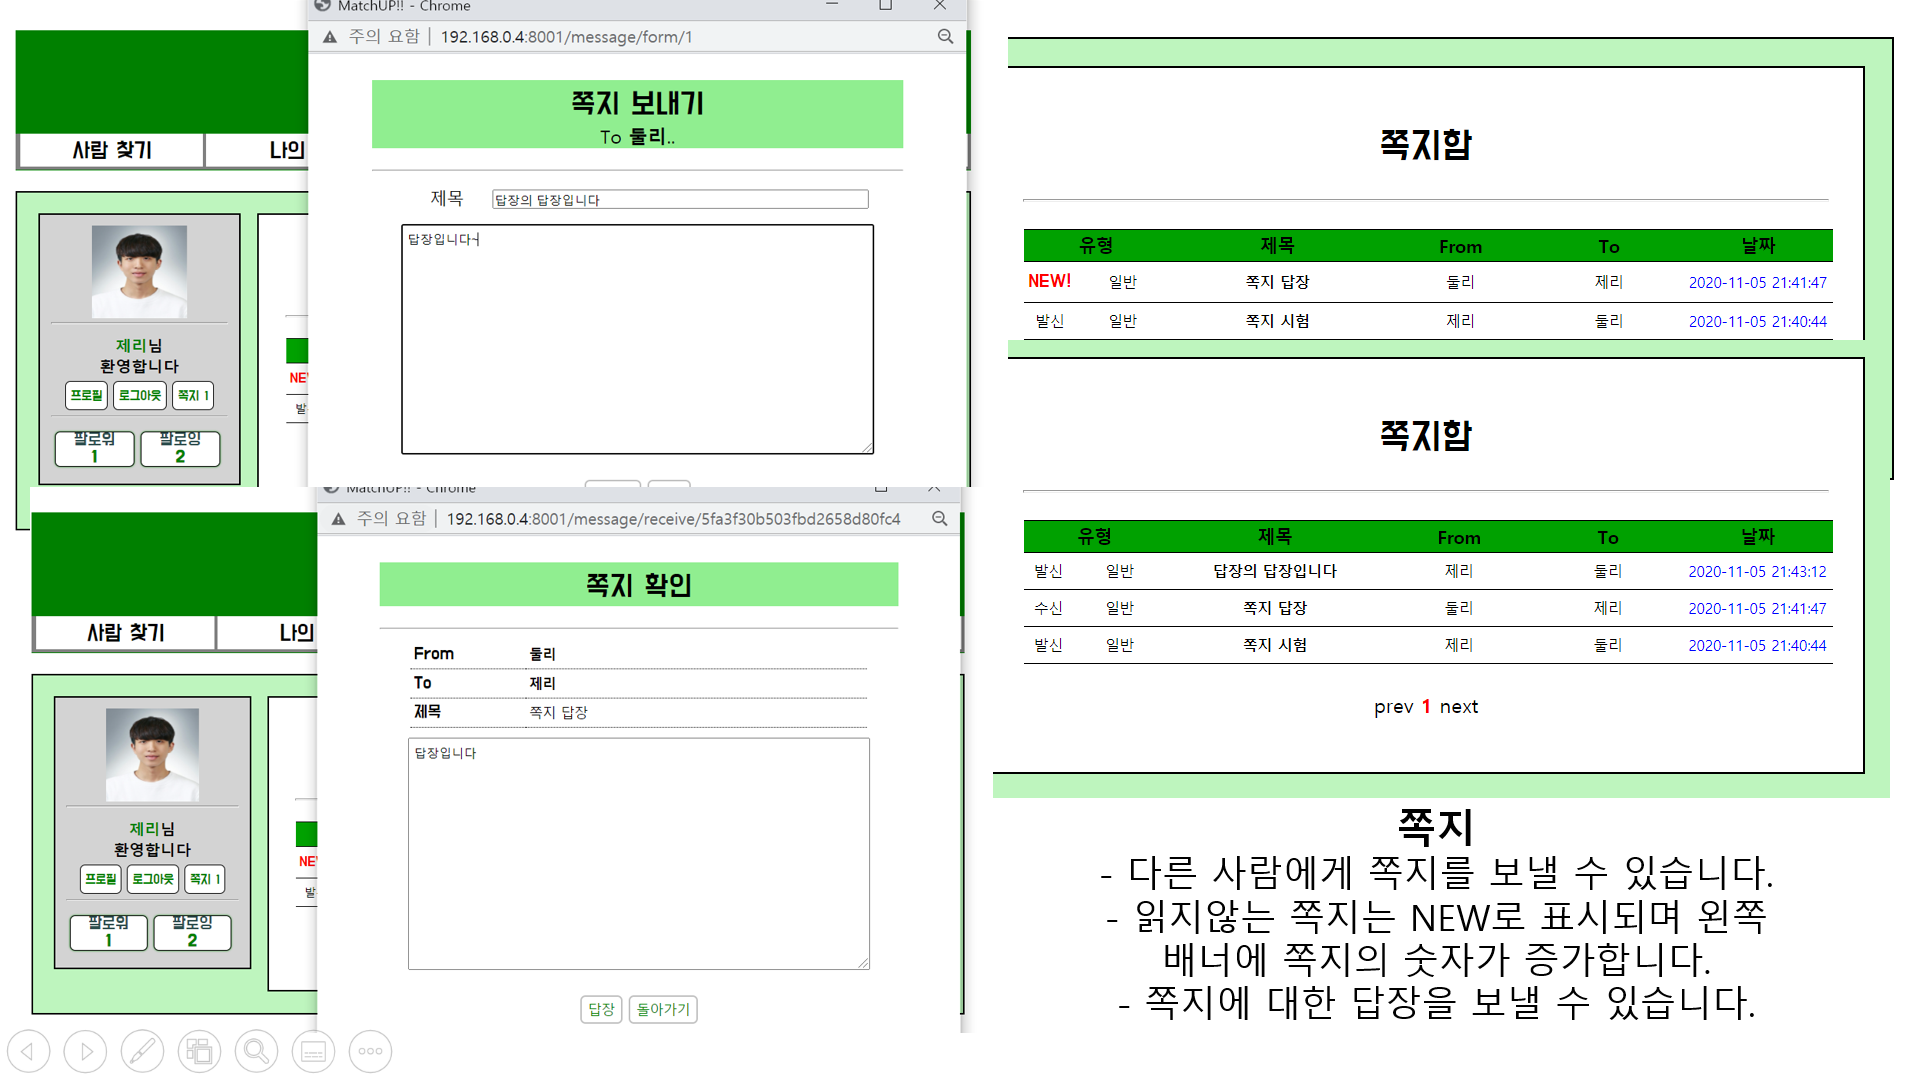 MatchUP!! - Chrome
주의 요함 | 192.168.0.4:8001/message/form/1
쪽지 보내기
To 둘리..
제목 답장의 답장입니다
답장입니다~
사람 찾기 나의
제리님
환영합니다
프로필 로그아웃 쪽지 1
팔로워 팔로잉
1 2
NE
발
MatchUP!! - Chrome
주의 요함 | 192.168.0.4:8001/message/receive/5fa3f30b503fbd2658d80fc4
쪽지 확인
From 둘리
To 제리
제목 쪽지 답장
답장입니다
답장 돌아가기
사람 찾기 나의
제리님
환영합니다
프로필 로그아웃 쪽지 1
팔로워 팔로잉
1 2
NE
발
쪽지함
유형 제목 From To 날짜
NEW! 일반 쪽지 답장 둘리 제리 2020-11-05 21:41:47
발신 일반 쪽지 시험 제리 둘리 2020-11-05 21:40:44
쪽지함
유형 제목 From To 날짜
발신 일반 답장의 답장입니다 제리 둘리 2020-11-05 21:43:12
수신 일반 쪽지 답장 둘리 제리 2020-11-05 21:41:47
발신 일반 쪽지 시험 제리 둘리 2020-11-05 21:40:44
prev 1 next
쪽지
- 다른 사람에게 쪽지를 보낼 수 있습니다.
- 읽지않는 쪽지는 NEW로 표시되며 왼쪽
배너에 쪽지의 숫자가 증가합니다.
- 쪽지에 대한 답장을 보낼 수 있습니다.